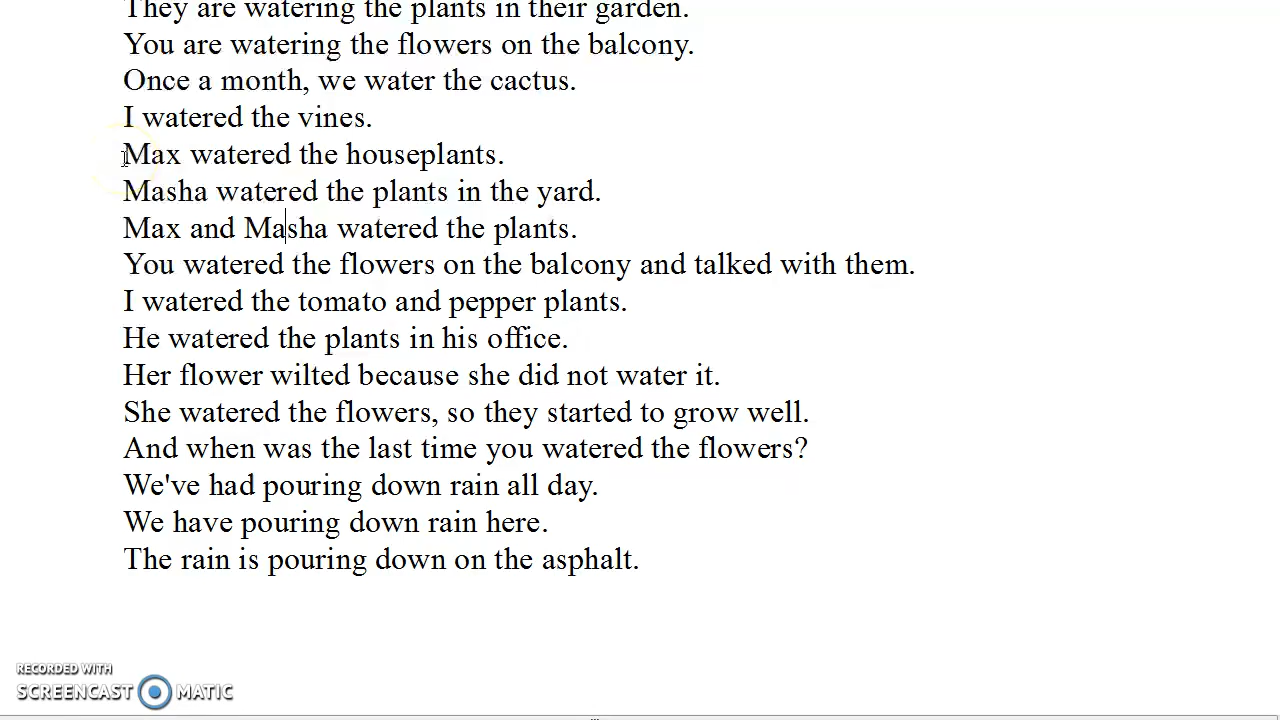 They are watering the plants in their garden.
You are watering the flowers on the balcony.
Once a month, we water the cactus.
I watered the vines.
Max watered the houseplants.
Masha watered the plants in the yard.
Max and Masha watered the plants.
You watered the flowers on the balcony and talked with them.
I watered the tomato and pepper plants.
He watered the plants in his office.
Her flower wilted because she did not water it.
She watered the flowers, so they started to grow well.
And when was the last time you watered the flowers?
We've had pouring down rain all day.
We have pouring down rain here.
The rain is pouring down on the asphalt.
RECORDED WITH
SCREENCAST MATIC